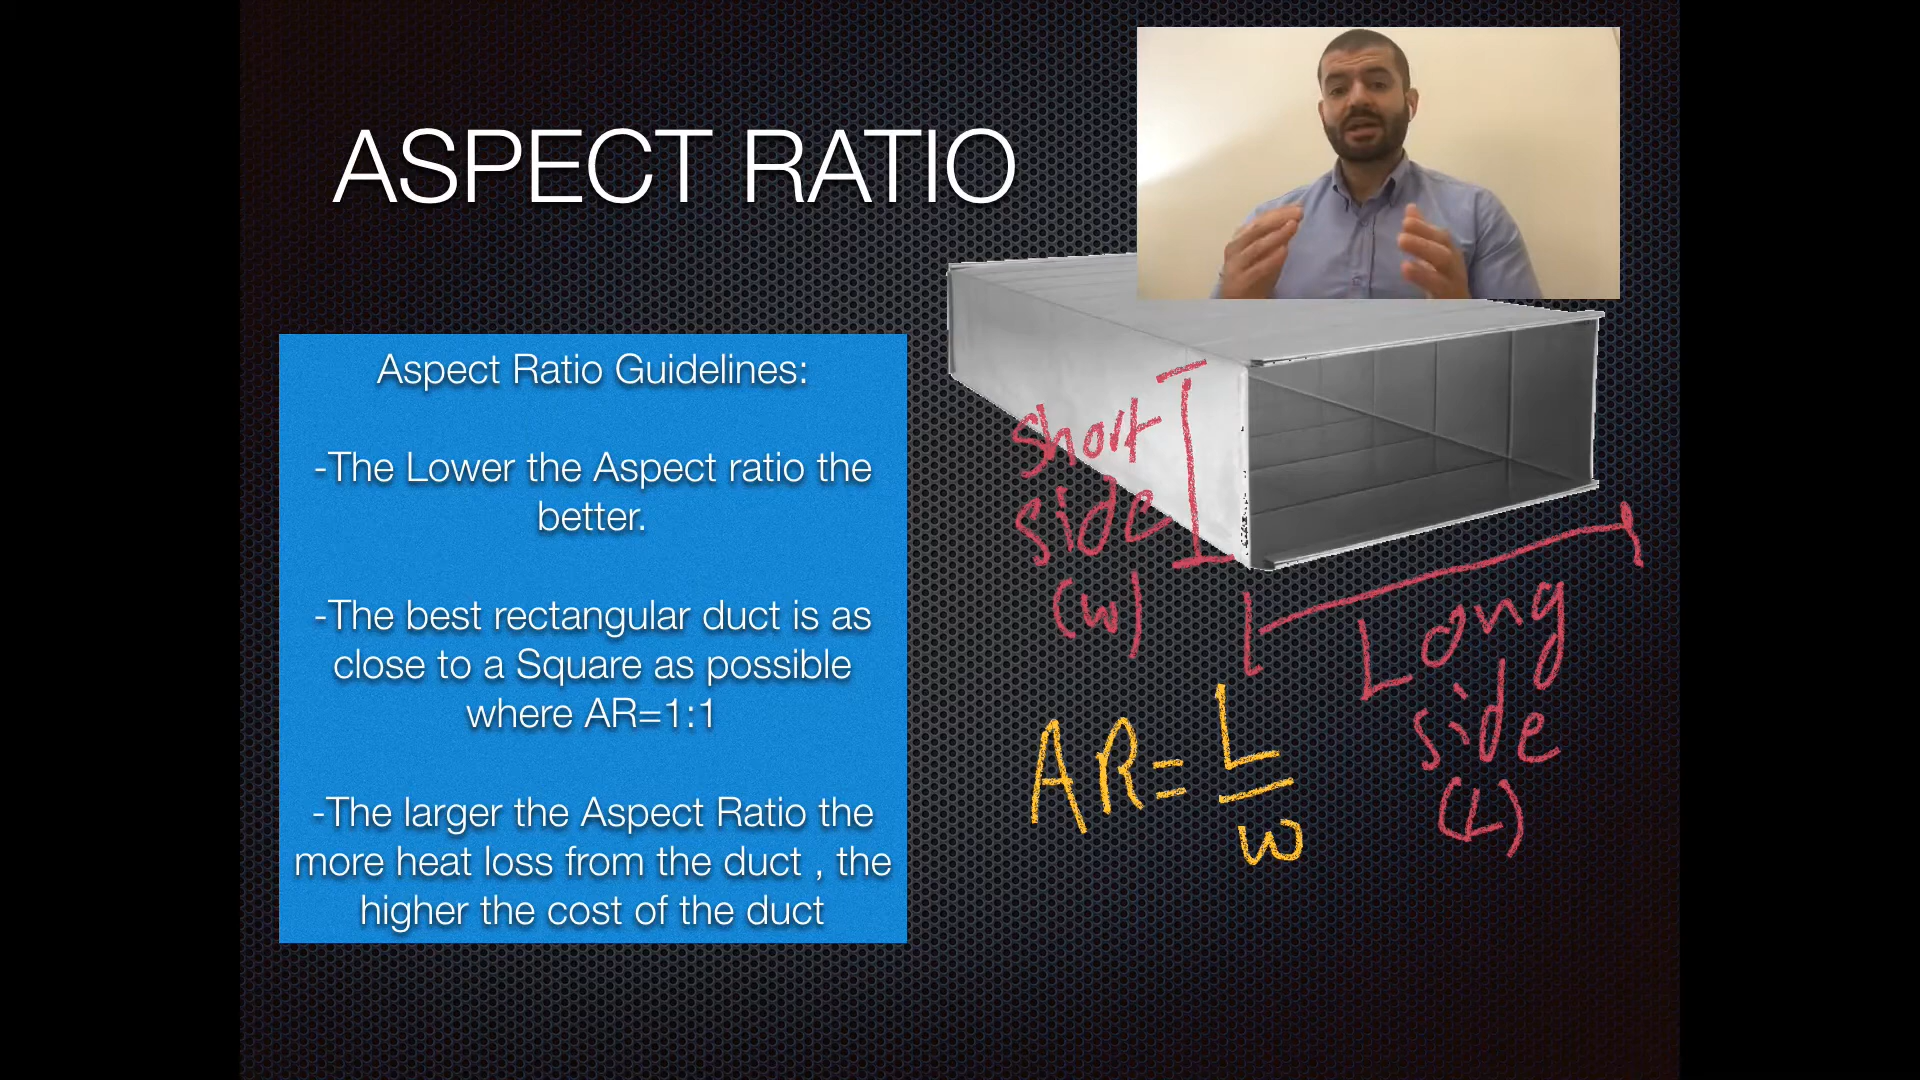 ASPECT RATIO
Aspect Ratio Guidelines:
-The Lower the Aspect ratio the
better.
-The best rectangular duct is as
close to a Square as possible
where AR=1:1
-The larger the Aspect Ratio the
more heat loss from the duct , the
higher the cost of the duct
short
side
(w)
Long
side
(L)
AR=L/w